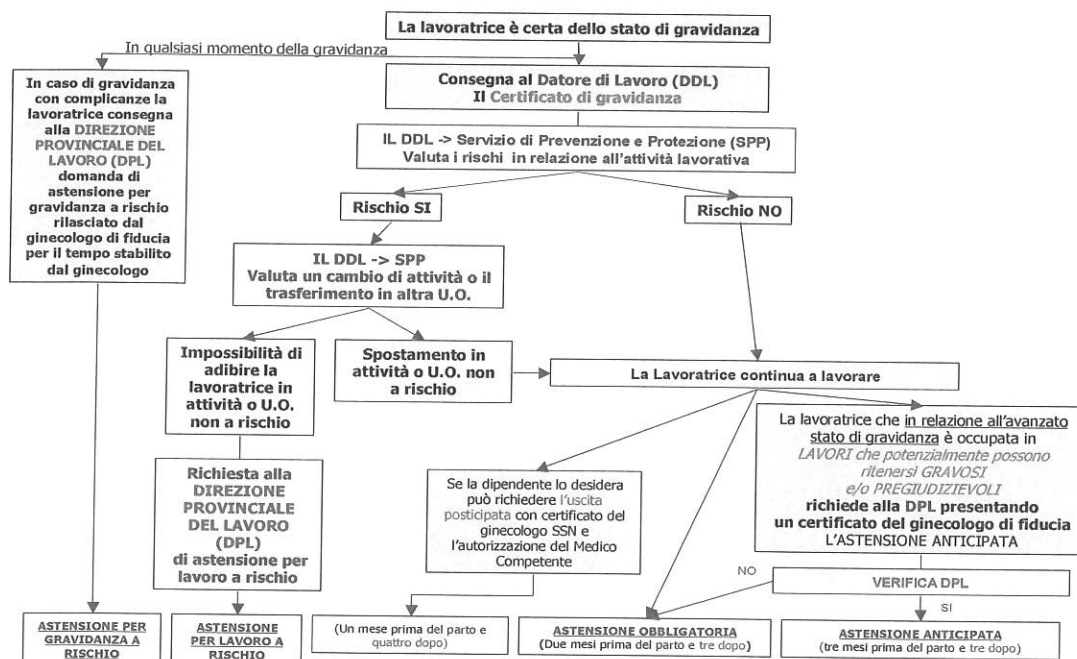 La lavoratrice è certa dello stato di gravidanza
In qualsiasi momento della gravidanza
In caso di gravidanza
con complicanze la
lavoratrice consegna
alla DIREZIONE
PROVINCIALE DEL
LAVORO (DPL)
domanda di
astensione per
gravidanza a rischio
rilasciato dal
ginecologo di fiducia
per il tempo stabilito
dal ginecologo
Consegna al Datore di Lavoro (DDL)
Il Certificato di gravidanza
IL DDL -> Servizio di Prevenzione e Protezione (SPP)
Valuta i rischi in relazione all'attività lavorativa
Rischio SI
Rischio NO
IL DDL -> SPP
Valuta un cambio di attività o il
trasferimento in altra U.O.
Impossibilità di
adibire la
lavoratrice in
attività o U.O.
non a rischio
Spostamento in
attività o U.O. non
a rischio
La Lavoratrice continua a lavorare
Richiesta alla
DIREZIONE
PROVINCIALE
DEL LAVORO
(DPL)
di astensione per
lavoro a rischio
Se la dipendente lo desidera
può richiedere l'uscita
posticipata con certificato del
ginecologo SSN e
l'autorizzazione del Medico
Competente
La lavoratrice che in relazione all'avanzato
stato di gravidanza è occupata in
LAVORI che potenzialmente possono
ritenersi GRAVOSI
e/o PREGIUDIZIEVOLI
richiede alla DPL presentando
un certificato del ginecologo di fiducia
L'ASTENSIONE ANTICIPATA
NO
VERIFICA DPL
SI
ASTENSIONE PER
GRAVIDANZA A
RISCHIO
ASTENSIONE
PER LAVORO A
RISCHIO
(Un mese prima del parto e
quattro dopo)
ASTENSIONE OBBLIGATORIA
(Due mesi prima del parto e tre dopo)
ASTENSIONE ANTICIPATA
(tre mesi prima del parto e tre dopo)